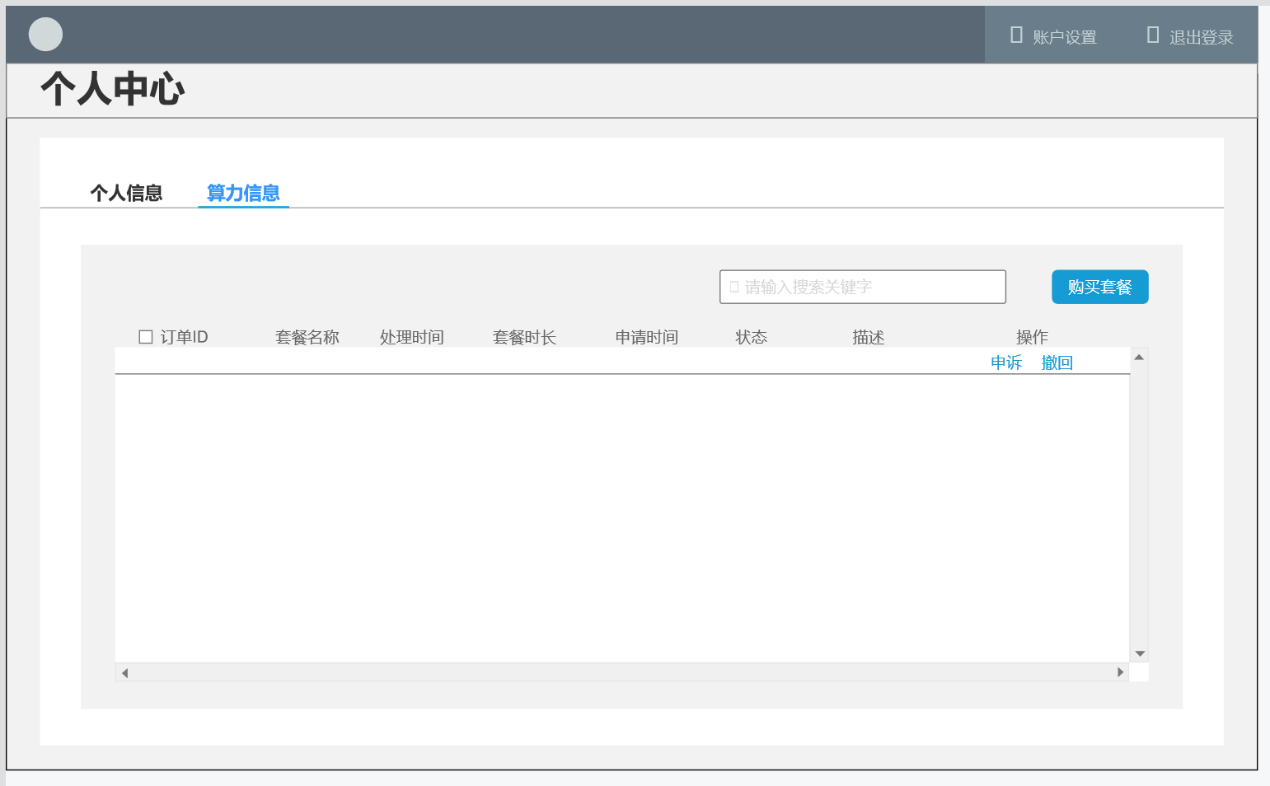 账户设置 退出登录
个人中心
个人信息 算力信息
请输入搜索关键字 购买套餐
订单ID 套餐名称 处理时间 套餐时长 申请时间 状态 描述 操作
申诉 撤回